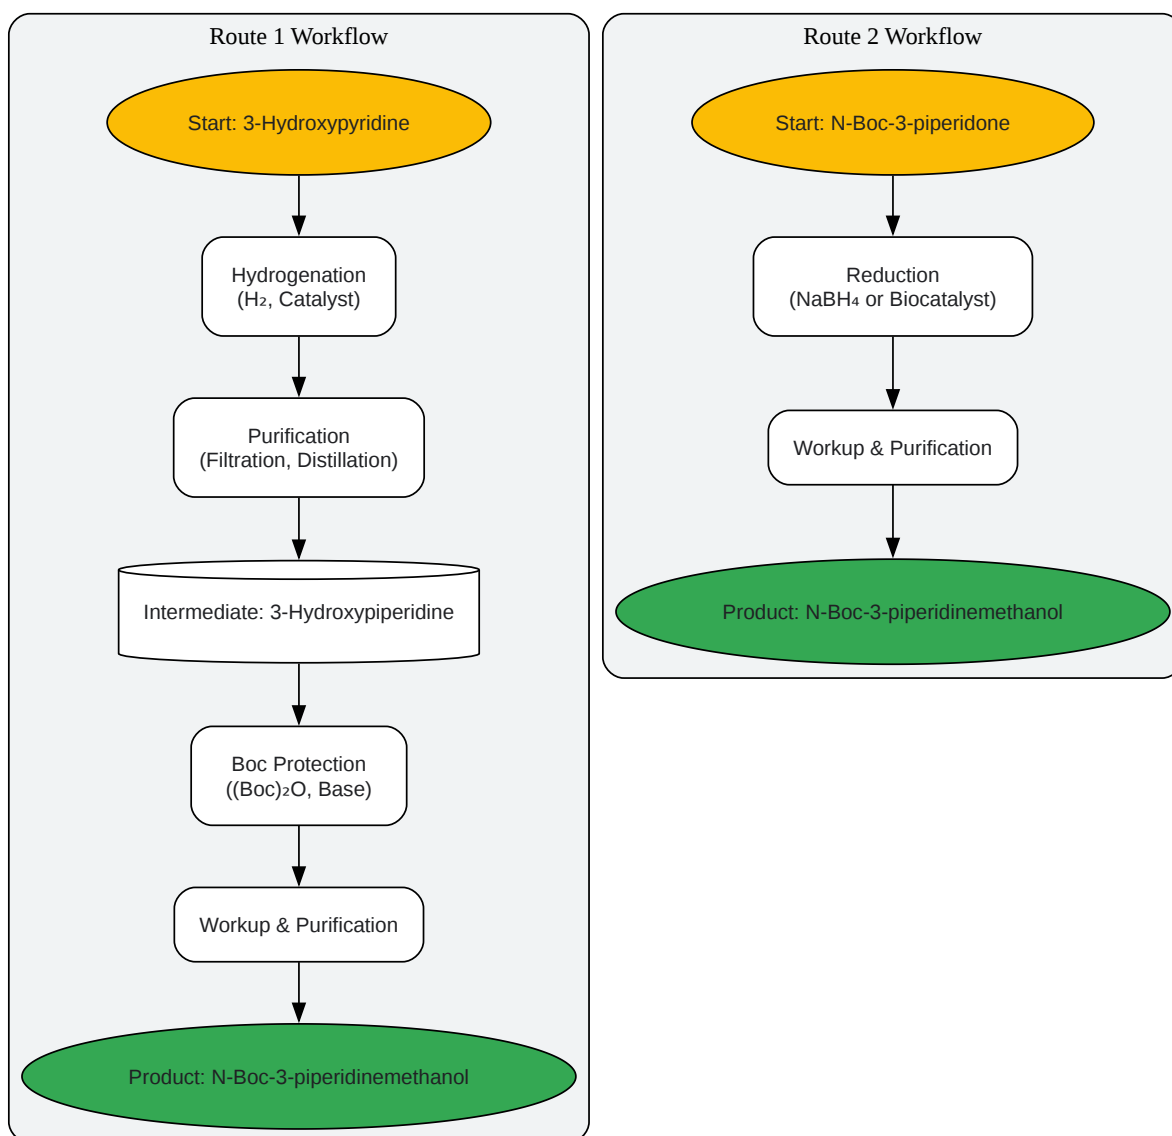 Route 1 Workflow
Start: 3-Hydroxypyridine
Hydrogenation
(H₂, Catalyst)
Purification
(Filtration, Distillation)
Intermediate: 3-Hydroxypiperidine
Boc Protection
((Boc)₂O, Base)
Workup & Purification
Product: N-Boc-3-piperidinemethanol
Route 2 Workflow
Start: N-Boc-3-piperidone
Reduction
(NaBH₄ or Biocatalyst)
Workup & Purification
Product: N-Boc-3-piperidinemethanol